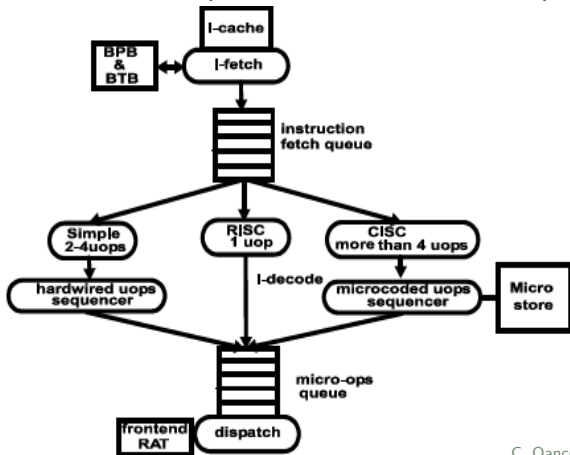 I-cache
BPB
&
BTB
I-fetch
instruction
fetch queue
Simple
2-4uops
RISC
1 uop
CISC
more than 4 uops
I-decode
hardwired uops
sequencer
microcoded uops
sequencer
Micro
store
micro-ops
queue
frontend
RAT
dispatch